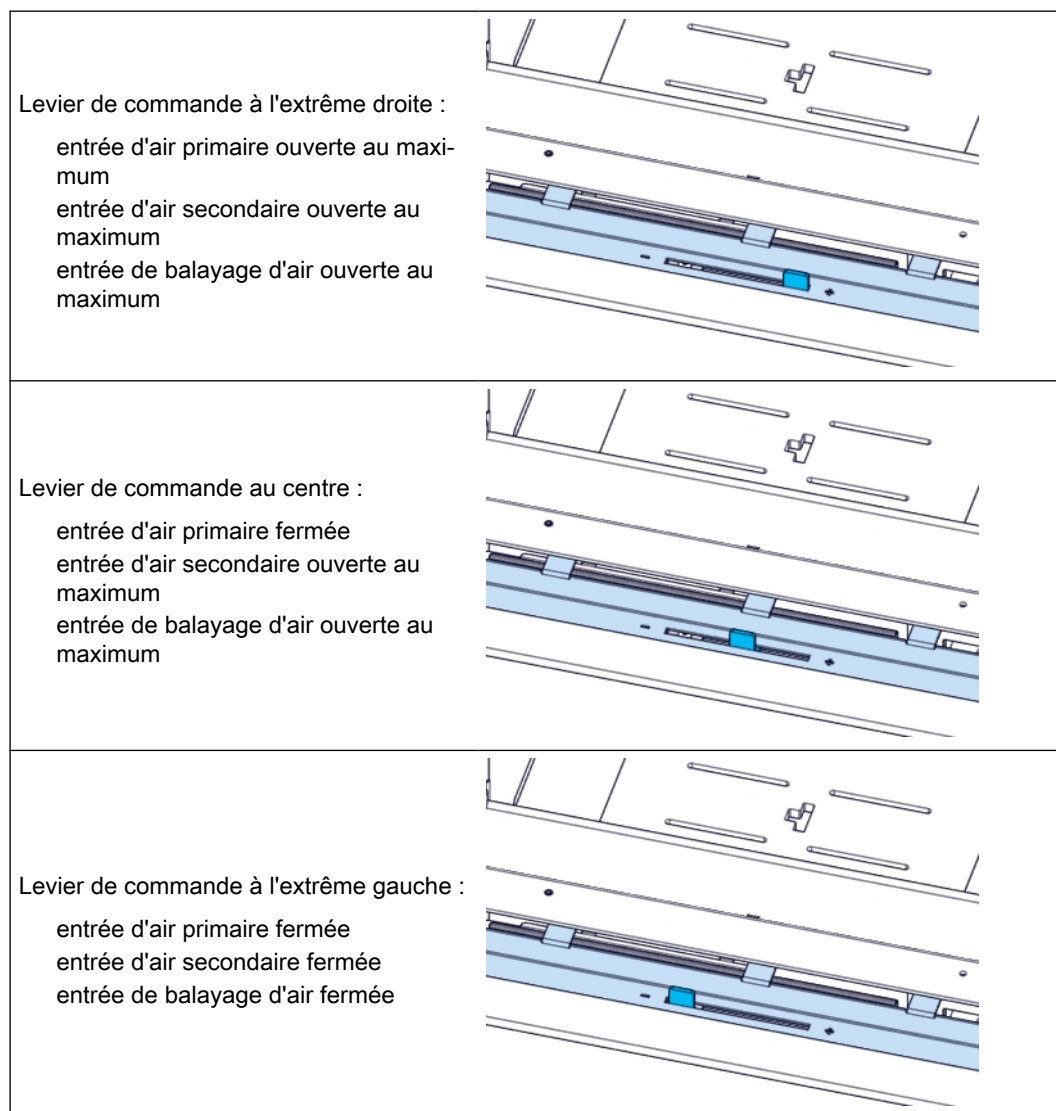 Levier de commande à l'extrême droite :
entrée d'air primaire ouverte au maxi-
mum
entrée d'air secondaire ouverte au
maximum
entrée de balayage d'air ouverte au
maximum
Levier de commande au centre :
entrée d'air primaire fermée
entrée d'air secondaire ouverte au
maximum
entrée de balayage d'air ouverte au
maximum
Levier de commande à l'extrême gauche :
entrée d'air primaire fermée
entrée d'air secondaire fermée
entrée de balayage d'air fermée